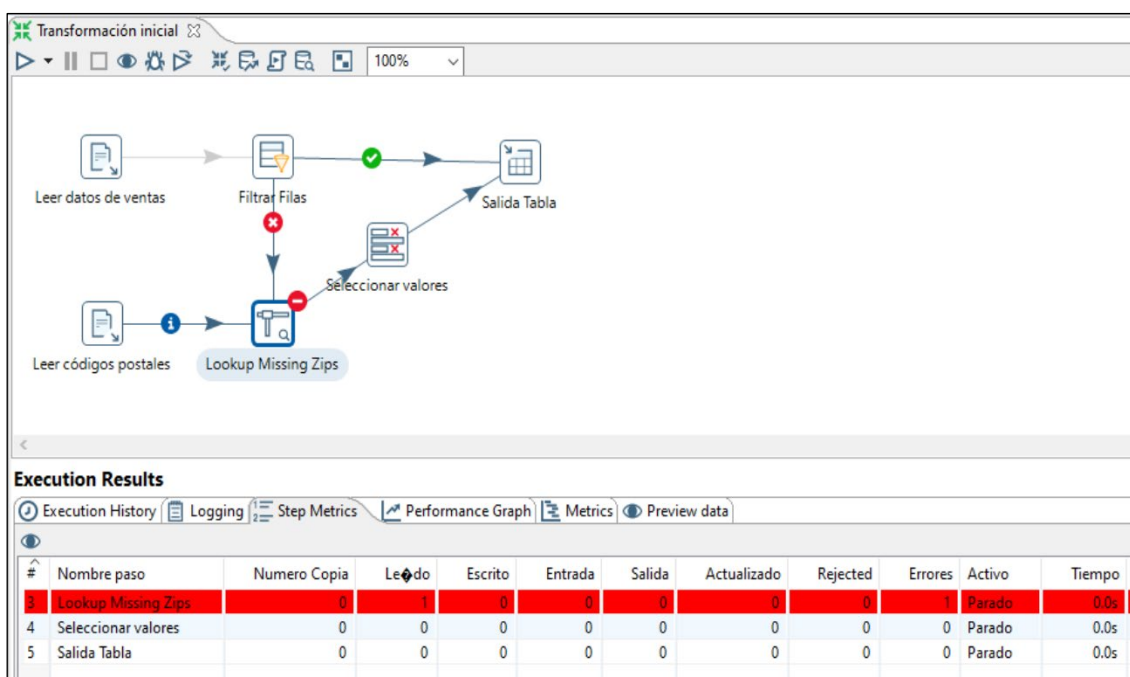 Transformación inicial
100%
Leer datos de ventas
Filtrar Filas
Salida Tabla
Seleccionar valores
Leer códigos postales
Lookup Missing Zips
Execution Results
Execution History Logging Step Metrics Performance Graph Metrics Preview data
# Nombre paso Numero Copia Le�do Escrito Entrada Salida Actualizado Rejected Errores Activo Tiempo
3 Lookup Missing Zips 0 1 0 0 0 0 0 1 Parado 0.0s
4 Seleccionar valores 0 0 0 0 0 0 0 0 Parado 0.0s
5 Salida Tabla 0 0 0 0 0 0 0 0 Parado 0.0s